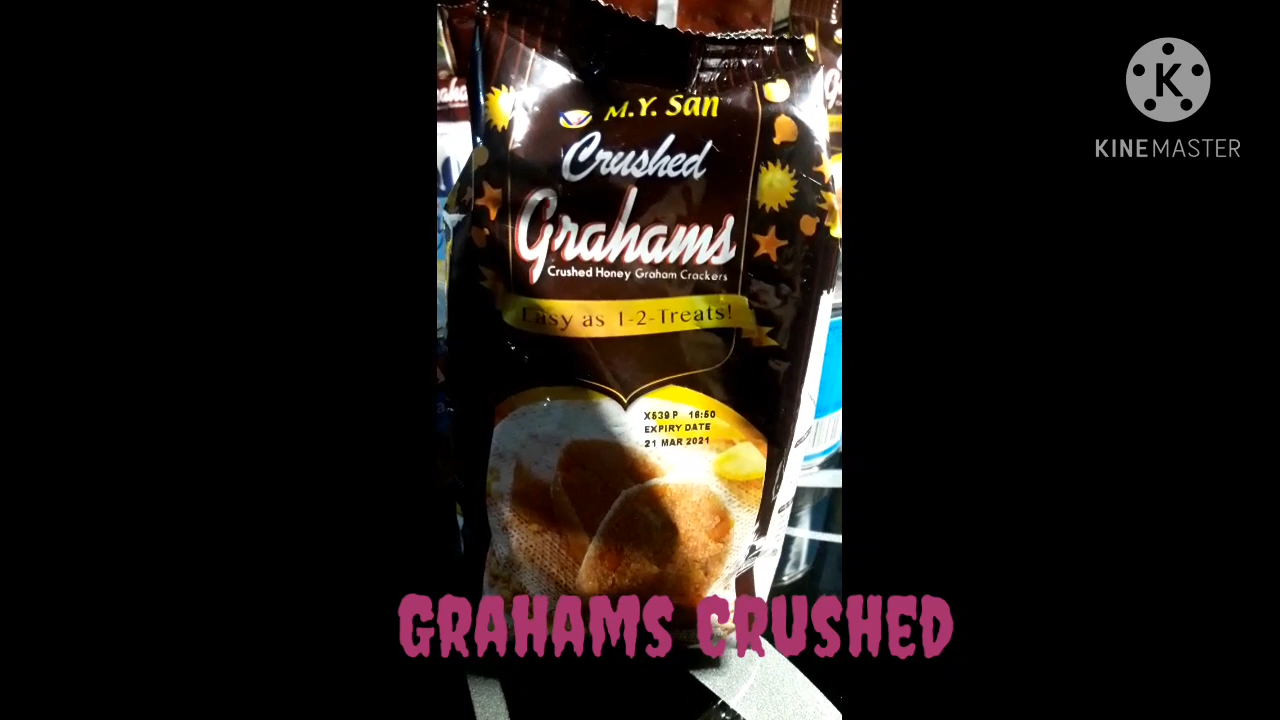 M.Y. San
Crushed
Grahams
Crushed Honey Graham Crackers
Easy as 1-2-Treats!
X539 P 16:50
EXPIRY DATE
21 MAR 2021
GRAHAMS CRUSHED
K
KINEMASTER